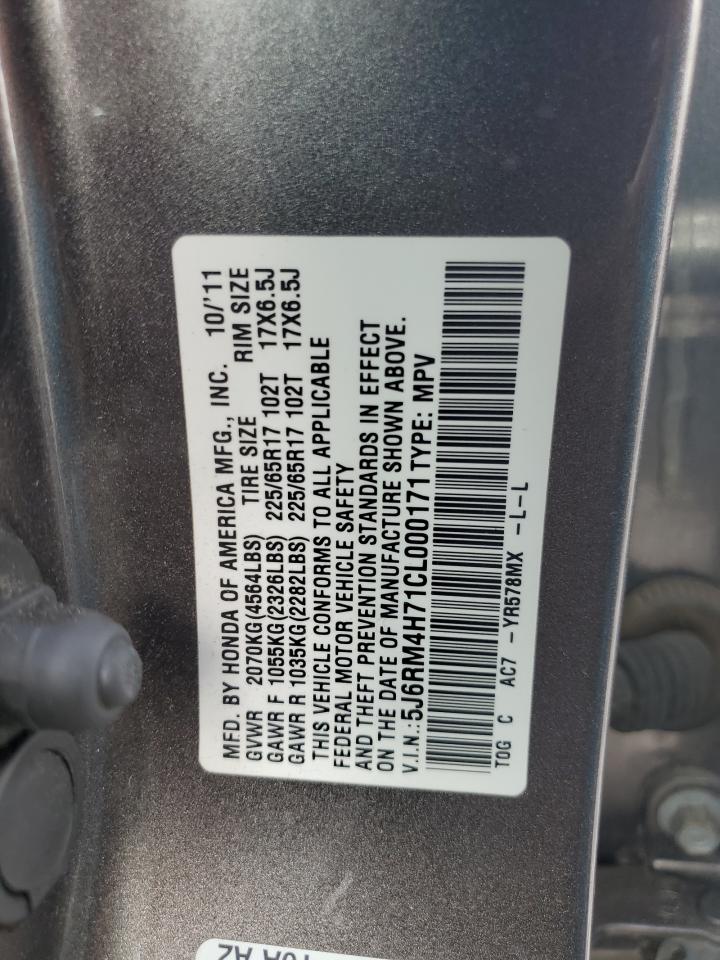 MFD. BY HONDA OF AMERICA MFG., INC. 10/'11
GVWR 2070KG(4564LBS) TIRE SIZE RIM SIZE
GAWR F 1055KG(2326LBS) 225/65R17 102T 17X6.5J
GAWR R 1035KG(2282LBS) 225/65R17 102T 17X6.5J
THIS VEHICLE CONFORMS TO ALL APPLICABLE
FEDERAL MOTOR VEHICLE SAFETY
AND THEFT PREVENTION STANDARDS IN EFFECT
ON THE DATE OF MANUFACTURE SHOWN ABOVE.
V.I.N.:5J6RM4H71CL000171 TYPE: MPV
T0G C AC7 -YR578MX -L-L